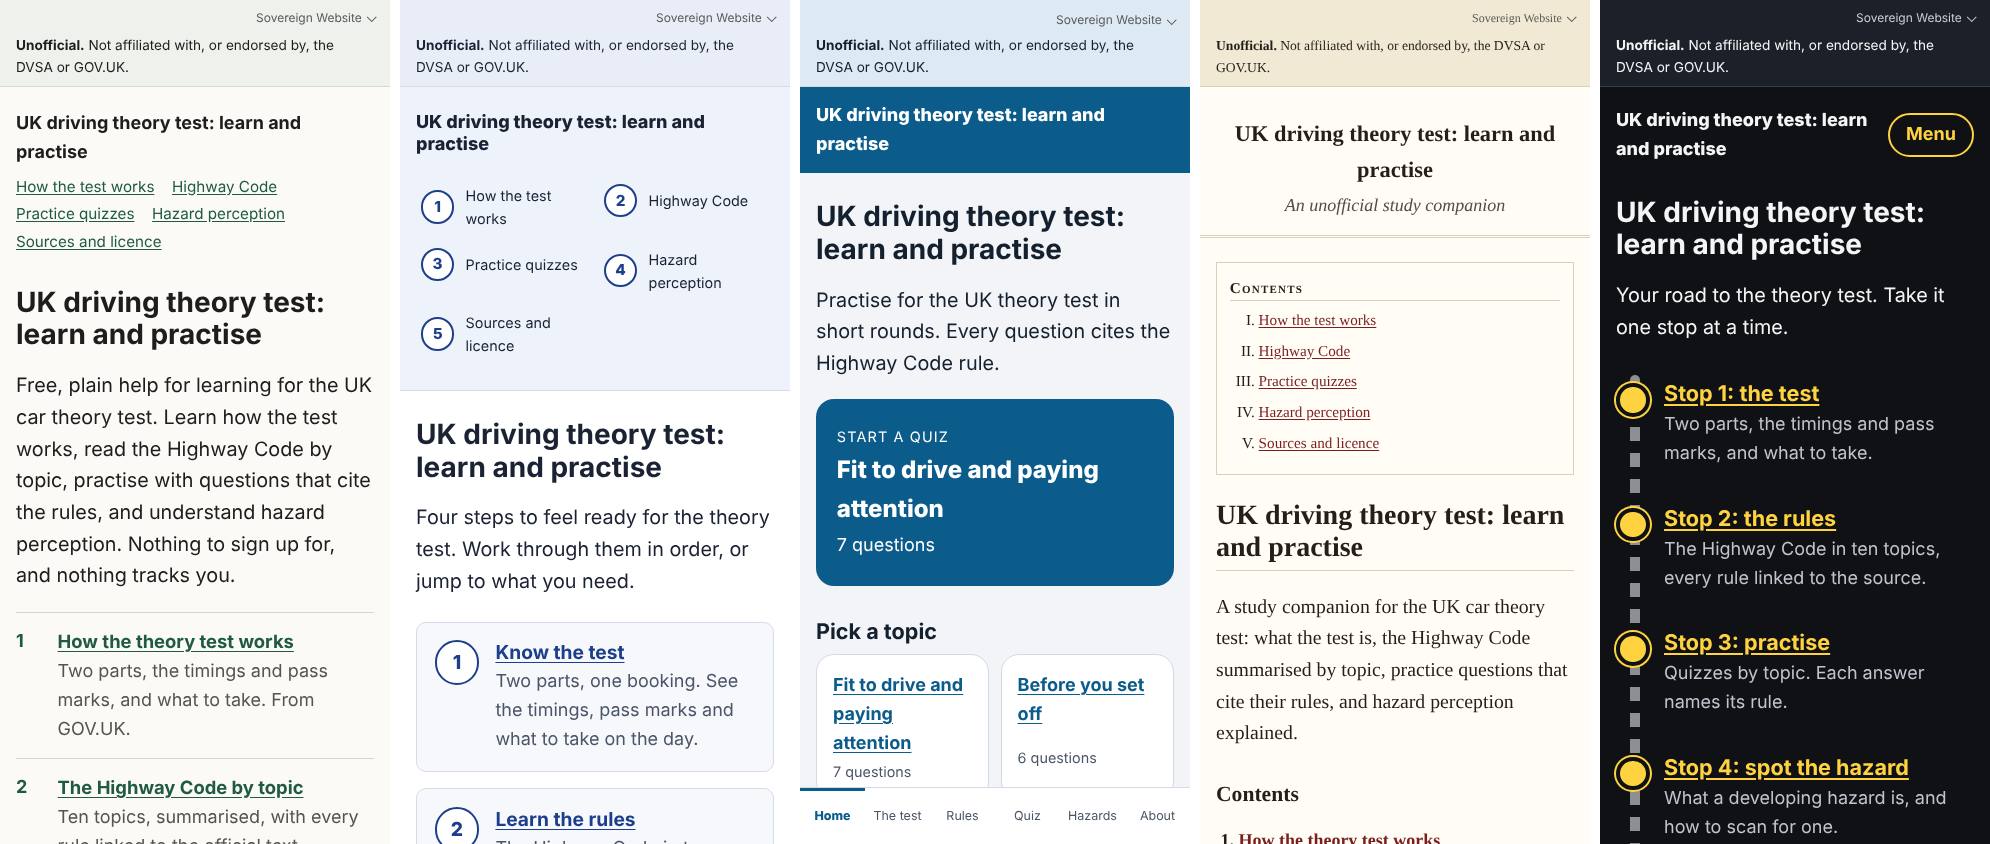 Sovereign Website
Unofficial. Not affiliated with, or endorsed by, the
DVSA or GOV.UK.
UK driving theory test: learn and
practise
How the test works Highway Code
Practice quizzes Hazard perception
Sources and licence
UK driving theory test:
learn and practise
Free, plain help for learning for the UK
car theory test. Learn how the test
works, read the Highway Code by
topic, practise with questions that cite
the rules, and understand hazard
perception. Nothing to sign up for,
and nothing tracks you.
1 How the theory test works
Two parts, the timings and pass
marks, and what to take. From
GOV.UK.
2 The Highway Code by topic
Ten topics, summarised, with every
rule linked to the official text
Sovereign Website
Unofficial. Not affiliated with, or endorsed by, the
DVSA or GOV.UK.
UK driving theory test: learn and
practise
1 How the test
works
2 Highway Code
3 Practice quizzes
4 Hazard
perception
5 Sources and
licence
UK driving theory test:
learn and practise
Four steps to feel ready for the theory
test. Work through them in order, or
jump to what you need.
1 Know the test
Two parts, one booking. See
the timings, pass marks and
what to take on the day.
2 Learn the rules
Sovereign Website
Unofficial. Not affiliated with, or endorsed by, the
DVSA or GOV.UK.
UK driving theory test: learn and
practise
UK driving theory test:
learn and practise
Practise for the UK theory test in
short rounds. Every question cites the
Highway Code rule.
START A QUIZ
Fit to drive and paying
attention
7 questions
Pick a topic
Fit to drive and
paying
attention
7 questions
Before you set
off
6 questions
Home The test Rules Quiz Hazards About
Sovereign Website
Unofficial. Not affiliated with, or endorsed by, the DVSA or
GOV.UK.
UK driving theory test: learn and
practise
An unofficial study companion
Contents
I. How the test works
II. Highway Code
III. Practice quizzes
IV. Hazard perception
V. Sources and licence
UK driving theory test: learn
and practise
A study companion for the UK car theory
test: what the test is, the Highway Code
summarised by topic, practice questions that
cite their rules, and hazard perception
explained.
Contents
1. How the theory test works
Sovereign Website
Unofficial. Not affiliated with, or endorsed by, the
DVSA or GOV.UK.
UK driving theory test: learn
and practise
Menu
UK driving theory test:
learn and practise
Your road to the theory test. Take it
one stop at a time.
Stop 1: the test
Two parts, the timings and pass
marks, and what to take.
Stop 2: the rules
The Highway Code in ten topics,
every rule linked to the source.
Stop 3: practise
Quizzes by topic. Each answer
names its rule.
Stop 4: spot the hazard
What a developing hazard is, and
how to scan for one.